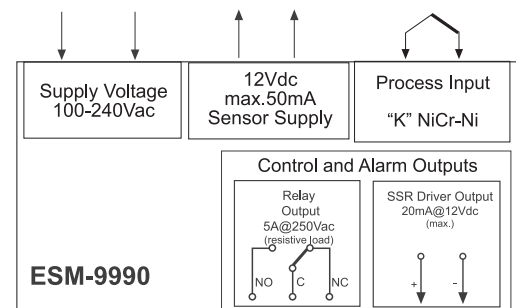 Supply Voltage
100-240Vac
12Vdc
max.50mA
Sensor Supply
Process Input
"K" NiCr-Ni
Control and Alarm Outputs
Relay
Output
5A@250Vac
(resistive load)
NO
C
NC
SSR Driver Output
20mA@12Vdc
(max.)
+
-
ESM-9990